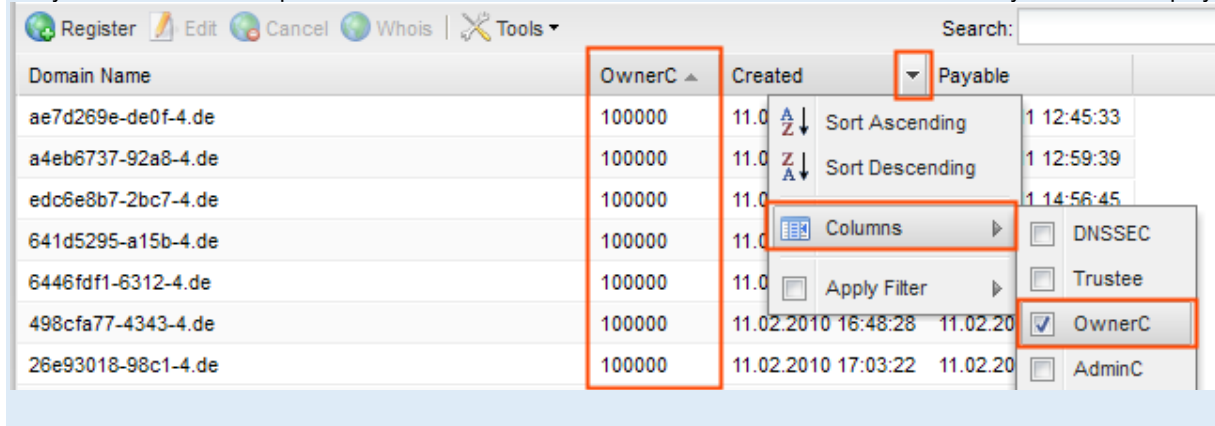 Register Edit Cancel Whois Tools Search:
Domain Name OwnerC Created Payable
ae7d269e-de0f-4.de 100000 11.0 1 12:45:33
Sort Ascending
a4eb6737-92a8-4.de 100000 11.0 1 12:59:39
Sort Descending
edc6e8b7-2bc7-4.de 100000 11.0 1 14:56:45
641d5295-a15b-4.de 100000 11.0 Columns DNSSEC
6446fdf1-6312-4.de 100000 11.0 Apply Filter Trustee
498cfa77-4343-4.de 100000 11.02.2010 16:48:28 11.02.20 OwnerC
26e93018-98c1-4.de 100000 11.02.2010 17:03:22 11.02.20 AdminC